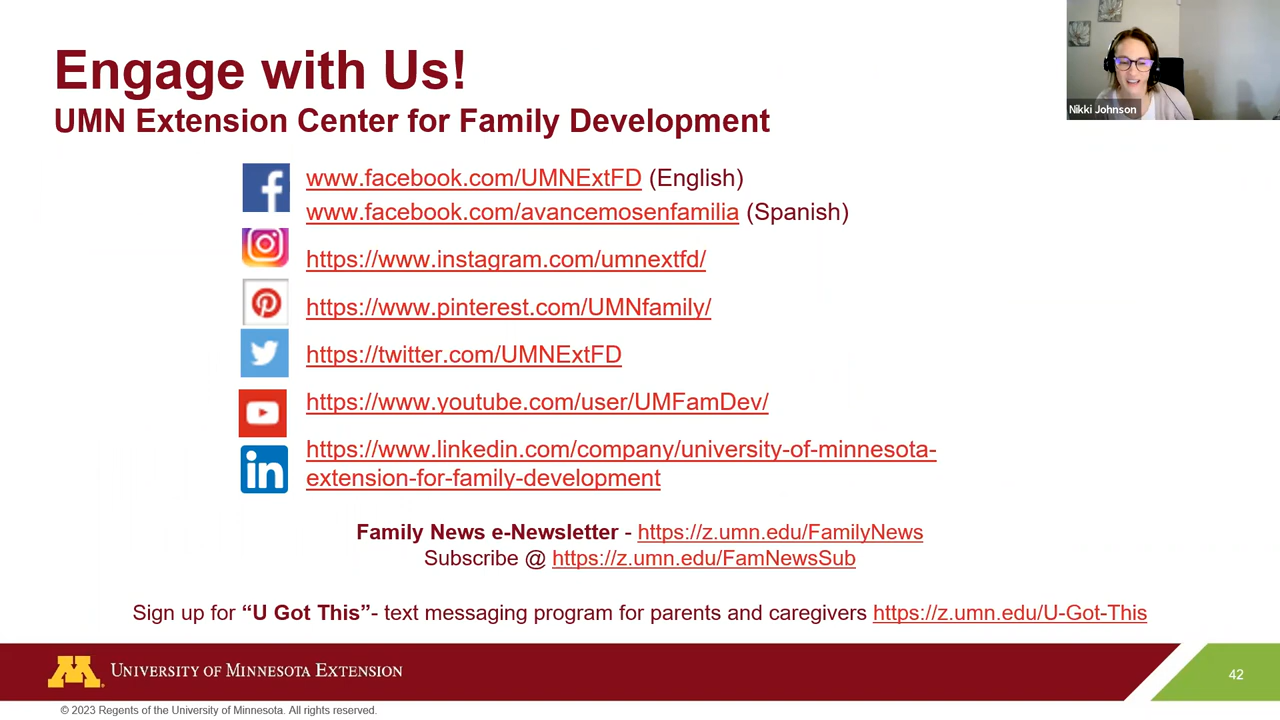 Engage with Us!
UMN Extension Center for Family Development
Nikki Johnson
www.facebook.com/UMNExtFD (English)
www.facebook.com/avancemosenfamilia (Spanish)
https://www.instagram.com/umnextfd/
https://www.pinterest.com/UMNfamily/
https://twitter.com/UMNExtFD
https://www.youtube.com/user/UMFamDev/
https://www.linkedin.com/company/university-of-minnesota-
extension-for-family-development
Family News e-Newsletter - https://z.umn.edu/FamilyNews
Subscribe @ https://z.umn.edu/FamNewsSub
Sign up for “U Got This”- text messaging program for parents and caregivers https://z.umn.edu/U-Got-This
M University of Minnesota Extension
42
© 2023 Regents of the University of Minnesota. All rights reserved.